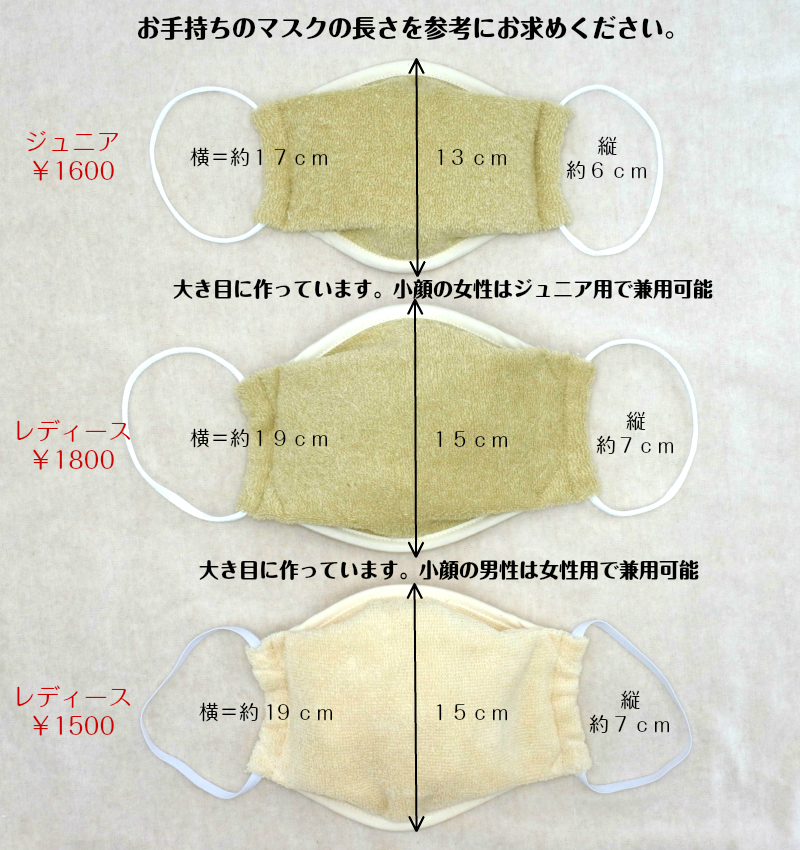 お手持ちのマスクの長さを参考にお求めください。
ジュニア
￥1600
横＝約１７ｃｍ
１３ｃｍ
縦
約６ｃｍ
大き目に作っています。小顔の女性はジュニア用で兼用可能
レディース
￥1800
横＝約１９ｃｍ
１５ｃｍ
縦
約７ｃｍ
大き目に作っています。小顔の男性は女性用で兼用可能
レディース
￥1500
横＝約19ｃｍ
１５ｃｍ
縦
約７ｃｍ